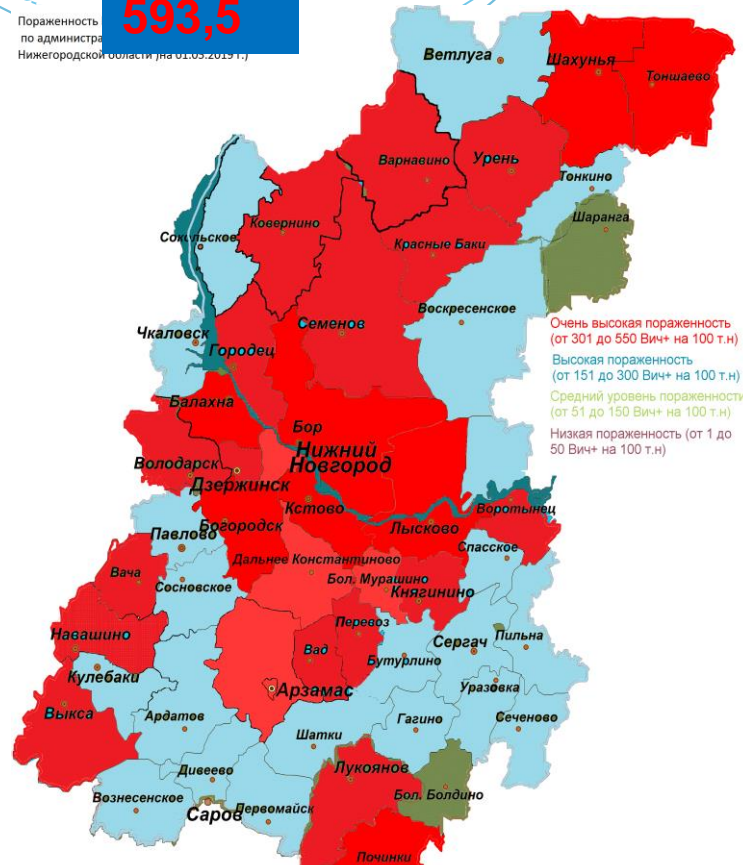 Пораженность
593,5
по администра
Нижегородской области (на 01.05.2019 г.)
Ветлуга
Шахунья
Тоншаево
Варнавино
Урень
Тонкино
Шаранга
Ковернино
Сокольское
Красные Баки
Воскресенское
Семенов
Чкаловск
Городец
Очень высокая пораженность
(от 301 до 550 Вич+ на 100 т.н)
Высокая пораженность
(от 151 до 300 Вич+ на 100 т.н)
Средний уровень пораженности
(от 51 до 150 Вич+ на 100 т.н)
Низкая пораженность (от 1 до
50 Вич+ на 100 т.н)
Балахна
Бор
Нижний
Новгород
Володарск
Дзержинск
Кстово
Воротынец
Богородск
Лысково
Павлово
Спасское
Дальнее Константиново
Вача
Бол. Мурашино
Сосновское
Княгинино
Перевоз
Навашино
Вад
Сергач
Пильна
Бутурлино
Кулебаки
Арзамас
Уразовка
Выкса
Ардатов
Гагино
Сеченово
Шатки
Дивеево
Лукоянов
Вознесенское
Бол. Болдино
Саров
Первомайск
Починки